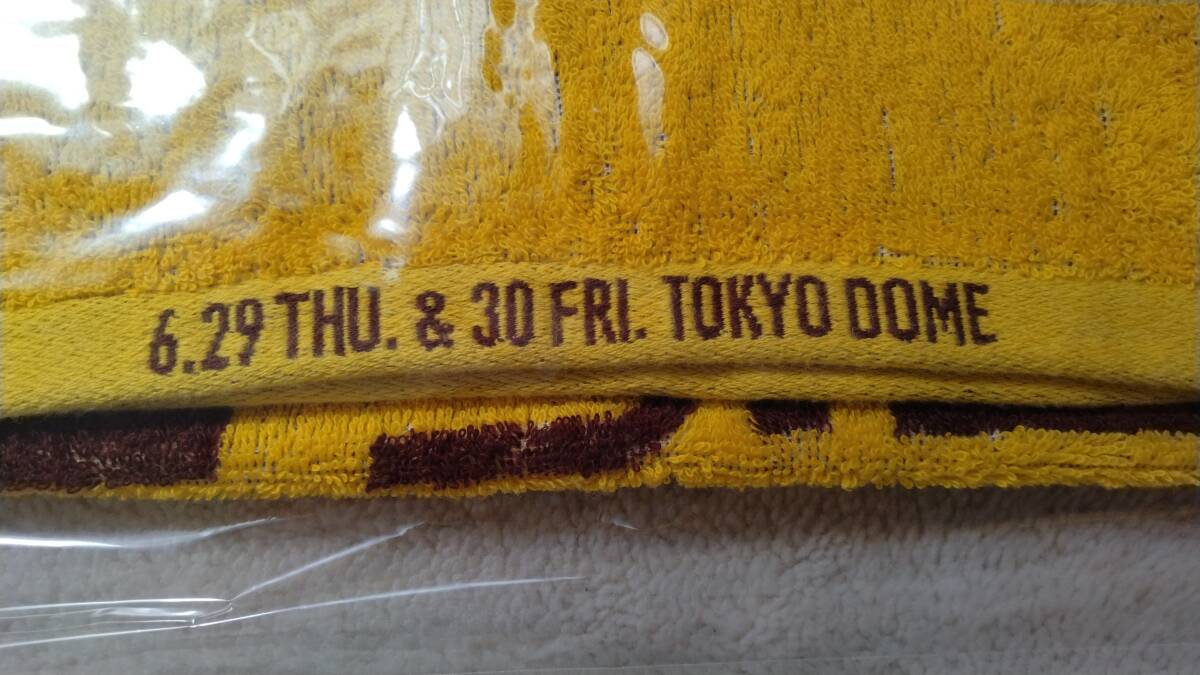 6.29 THU. & 30 FRI. TOKYO DOME